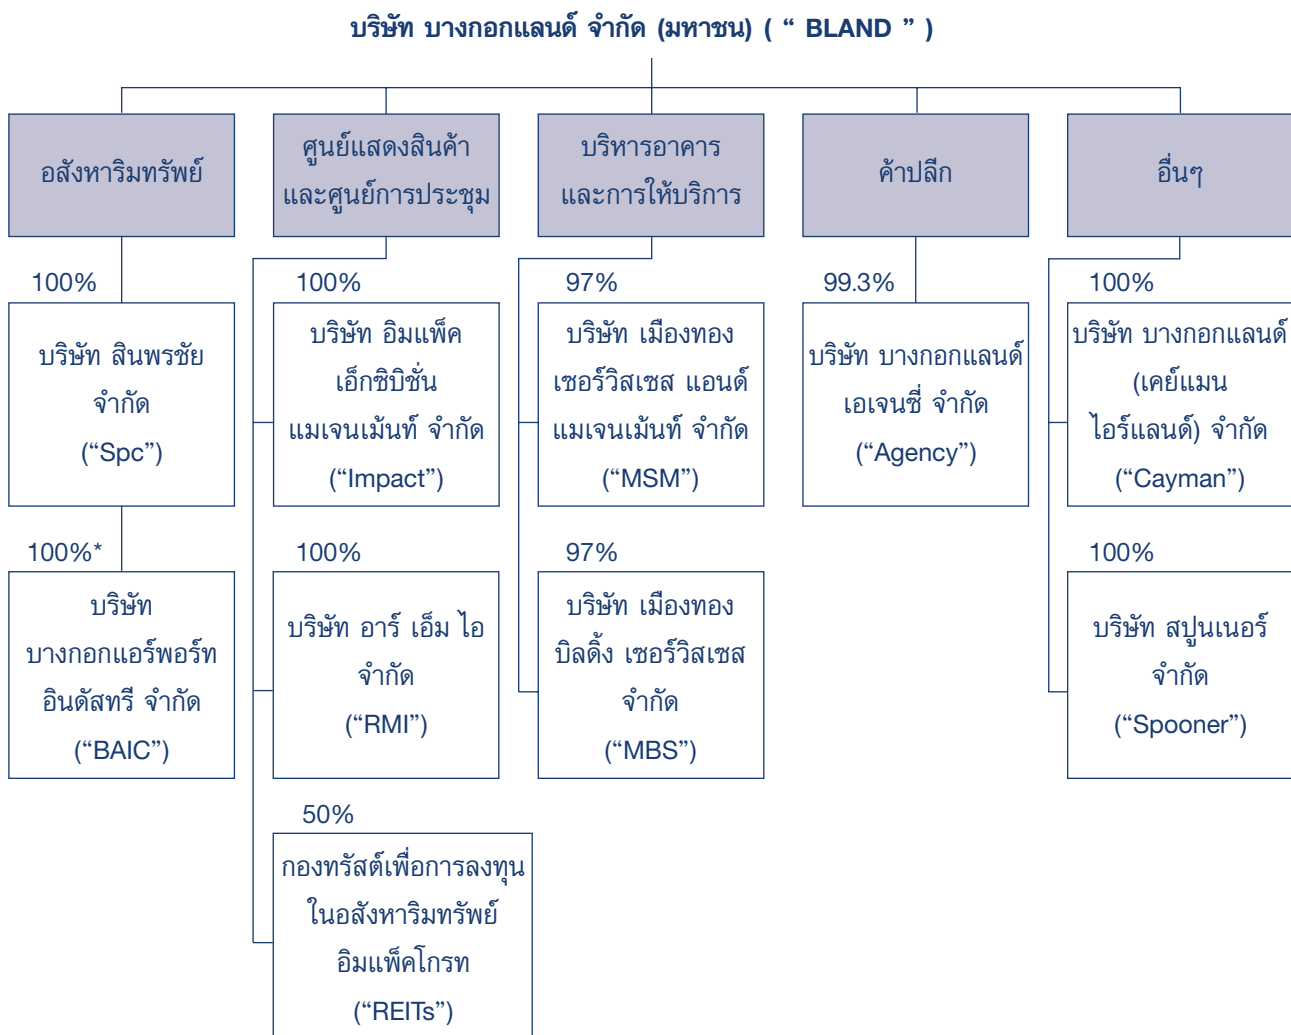 บริษัท บางกอกแลนด์ จำกัด (มหาชน) ( “ BLAND ” )
อสังหาริมทรัพย์
ศูนย์แสดงสินค้า
และศูนย์การประชุม
บริหารอาคาร
และการให้บริการ
ค้าปลีก
อื่นๆ
100%
บริษัท สินพรชัย
จำกัด
(“Spc”)
100%*
บริษัท
บางกอกแอร์พอร์ท
อินดัสทรี จำกัด
(“BAIC”)
100%
บริษัท อิมแพ็ค
เอ็กซิบิชั่น
แมเจนเม้นท์ จำกัด
(“Impact”)
100%
บริษัท อาร์ เอ็ม ไอ
จำกัด
(“RMI”)
50%
กองทรัสต์เพื่อการลงทุน
ในอสังหาริมทรัพย์
อิมแพ็คโกรท
(“REITs”)
97%
บริษัท เมืองทอง
เซอร์วิสเซส แอนด์
แมเจนเม้นท์ จำกัด
(“MSM”)
97%
บริษัท เมืองทอง
บิลดิ้ง เซอร์วิสเซส
จำกัด
(“MBS”)
99.3%
บริษัท บางกอกแลนด์
เอเจนซี่ จำกัด
(“Agency”)
100%
บริษัท บางกอกแลนด์
(เคย์แมน
ไอร์แลนด์) จำกัด
(“Cayman”)
100%
บริษัท สปูนเนอร์
จำกัด
(“Spooner”)